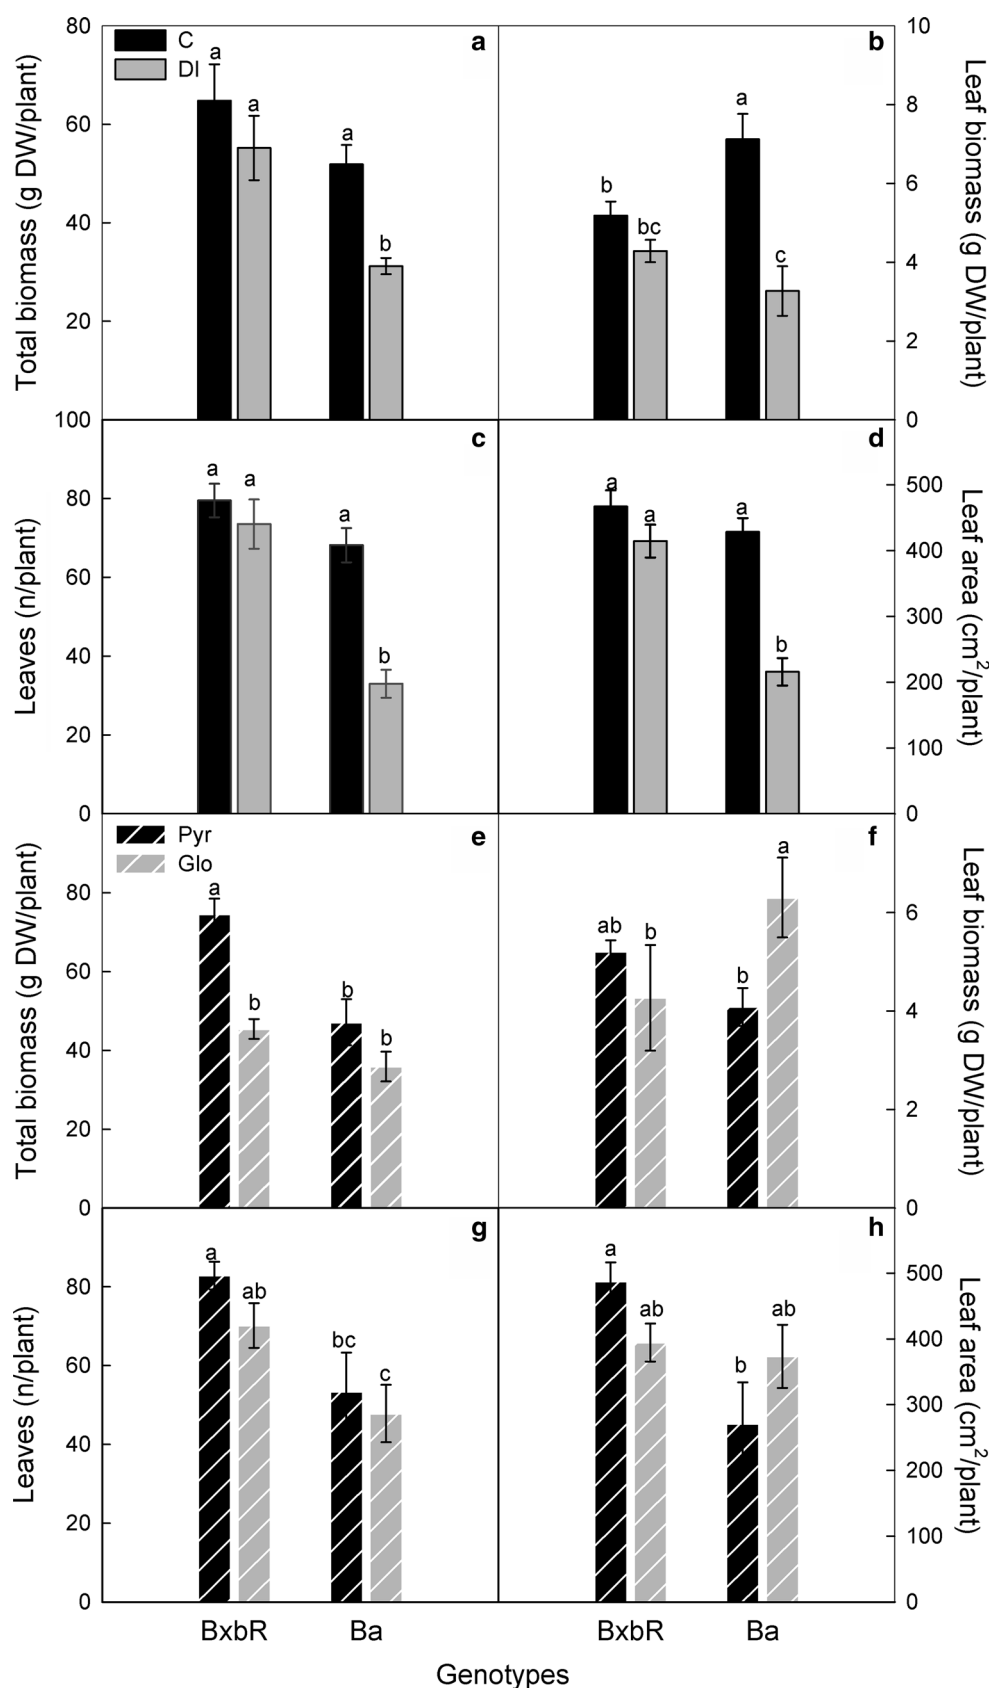 80
60
40
20
Total biomass (g DW/plant)
C
DI
a
a
a
a
b
b
b
bc
a
c
10
8
6
4
2
0
Leaf biomass (g DW/plant)
100
80
60
40
20
0
Leaves (n/plant)
c
a
a
a
b
d
a
a
a
b
500
400
300
200
100
0
Leaf area (cm²/plant)
80
60
40
20
0
Total biomass (g DW/plant)
Pyr
Glo
e
a
b
b
b
f
ab
b
b
a
6
4
2
0
Leaf biomass (g DW/plant)
80
60
40
20
0
Leaves (n/plant)
g
a
ab
bc
c
h
a
ab
b
ab
500
400
300
200
100
0
Leaf area (cm²/plant)
BxbR
Ba
BxbR
Ba
Genotypes